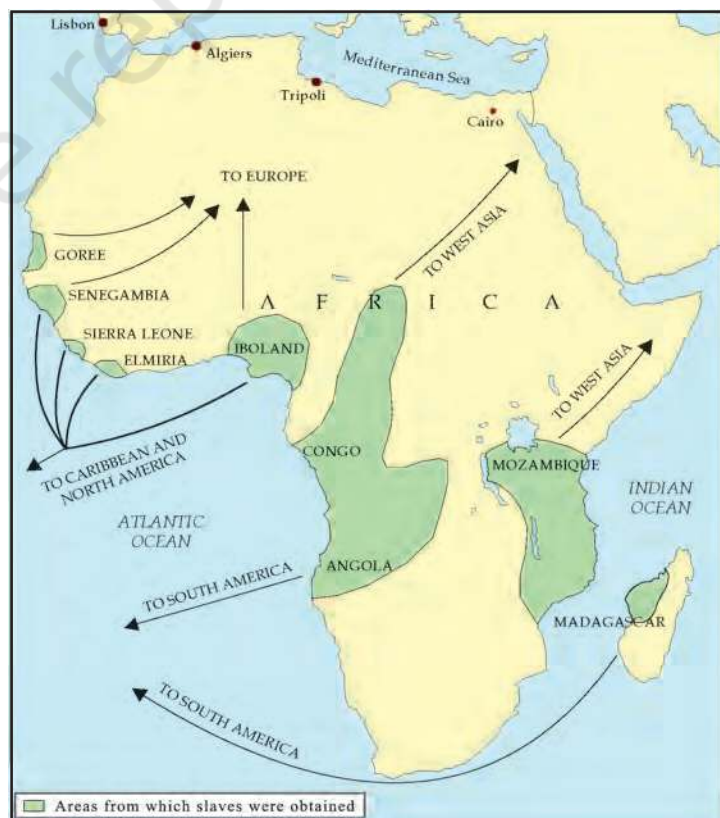 Lisbon
Algiers
Mediterranean Sea
Tripoli
Cairo
TO EUROPE
TO WEST ASIA
GOREE
SENEGAMBIA
A F R I C A
SIERRA LEONE
IBOLAND
ELMIRIA
TO WEST ASIA
CONGO
MOZAMBIQUE
TO CARIBBEAN AND
NORTH AMERICA
INDIAN
OCEAN
ATLANTIC
OCEAN
ANGOLA
TO SOUTH AMERICA
MADAGASCAR
TO SOUTH AMERICA
Areas from which slaves were obtained